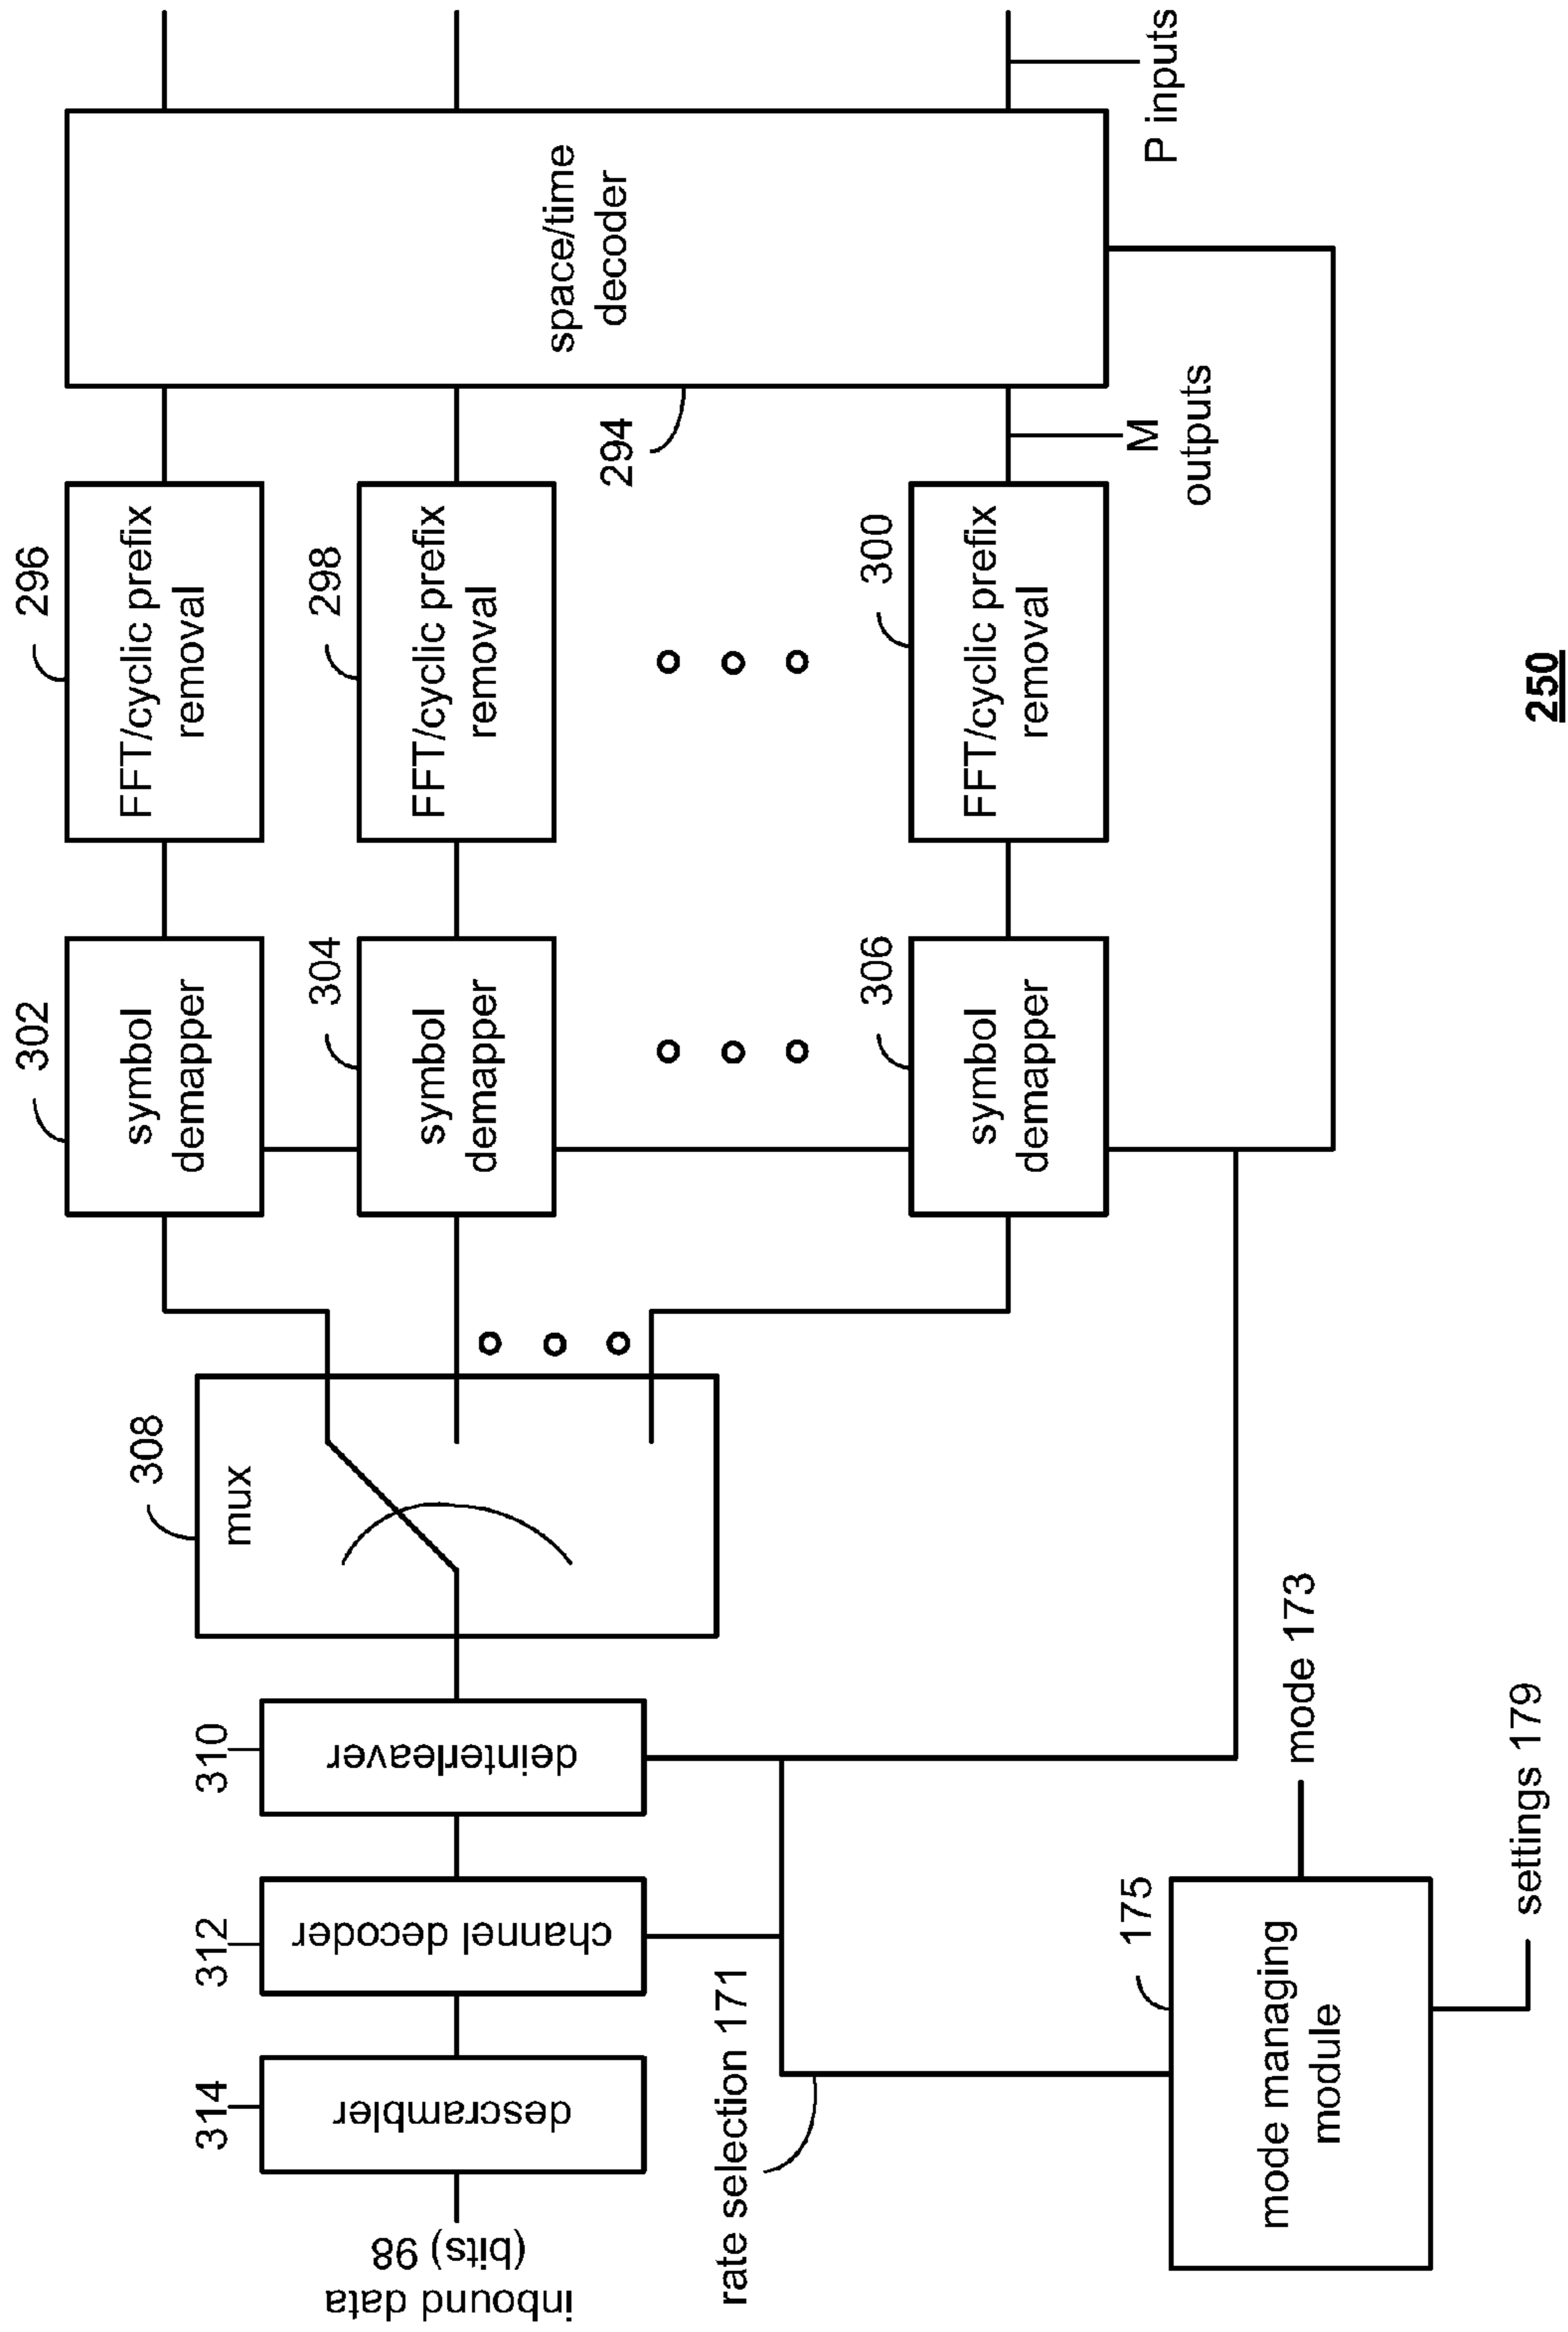 inbound data
(bits) 98
314
descrambler
312
channel decoder
310
deinterleaver
308
mux
302
symbol
demapper
304
symbol
demapper
306
symbol
demapper
296
FFT/cyclic prefix
removal
298
FFT/cyclic prefix
removal
300
FFT/cyclic prefix
removal
294
space/time
decoder
M
outputs
P inputs
rate selection 171
175
mode managing
module
mode 173
settings 179
250